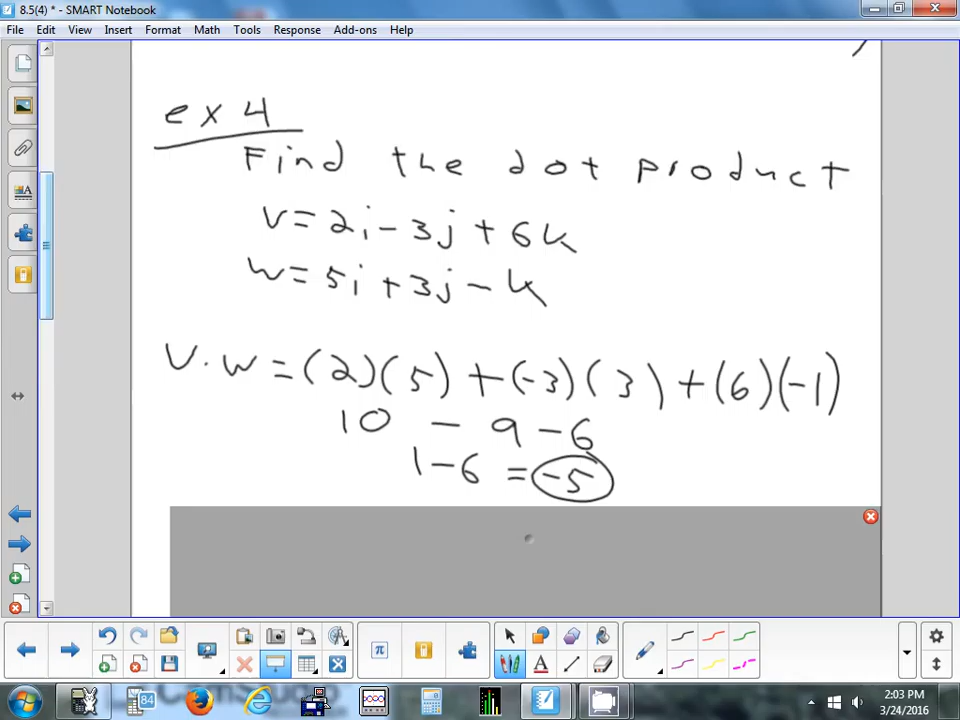 8.5(4) * - SMART Notebook
File Edit View Insert Format Math Tools Response Add-ons Help
ex 4
Find the dot product
v=2i-3j+6k
w=5i+3j-k
v·w=(2)(5)+(-3)(3)+(6)(-1)
10 - 9 - 6
1-6 = -5
84
2:03 PM
3/24/2016